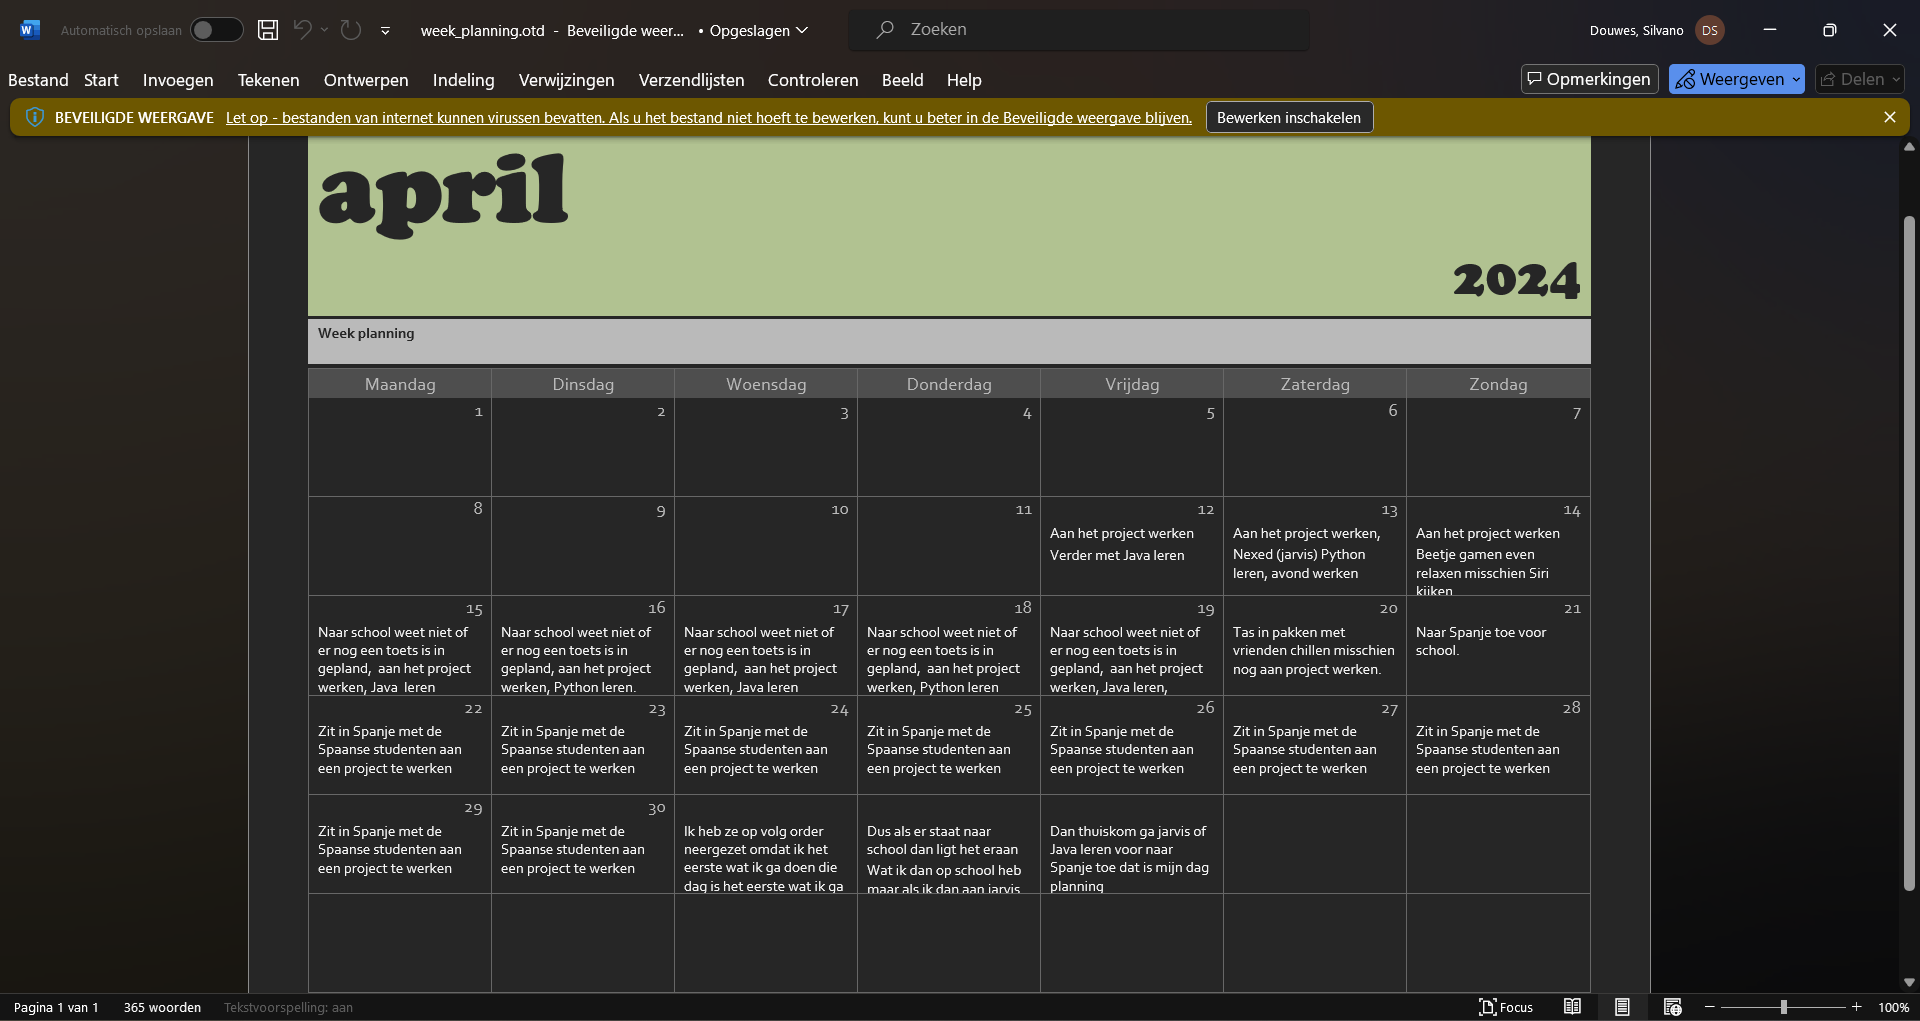 Automatisch opslaan
week_planning.otd - Beveiligde weer... • Opgeslagen
Zoeken
Douwes, Silvano
DS
Bestand Start Invoegen Tekenen Ontwerpen Indeling Verwijzingen Verzendlijsten Controleren Beeld Help
Opmerkingen
Weergeven
Delen
BEVEILIGDE WEERGAVE Let op - bestanden van internet kunnen virussen bevatten. Als u het bestand niet hoeft te bewerken, kunt u beter in de Beveiligde weergave blijven.
Bewerken inschakelen
april
2024
Week planning
Maandag Dinsdag Woensdag Donderdag Vrijdag Zaterdag Zondag
1
2
3
4
5
6
7
8
9
10
11
12
Aan het project werken
Verder met Java leren
13
Aan het project werken,
Nexed (jarvis) Python
leren, avond werken
14
Aan het project werken
Beetje gamen even
relaxen misschien Siri
kijken
15
Naar school weet niet of
er nog een toets is in
gepland, aan het project
werken, Java leren
16
Naar school weet niet of
er nog een toets is in
gepland, aan het project
werken, Python leren.
17
Naar school weet niet of
er nog een toets is in
gepland, aan het project
werken, Java leren
18
Naar school weet niet of
er nog een toets is in
gepland, aan het project
werken, Python leren
19
Naar school weet niet of
er nog een toets is in
gepland, aan het project
werken, Java leren,
20
Tas in pakken met
vrienden chillen misschien
nog aan project werken.
21
Naar Spanje toe voor
school.
22
Zit in Spanje met de
Spaanse studenten aan
een project te werken
23
Zit in Spanje met de
Spaanse studenten aan
een project te werken
24
Zit in Spanje met de
Spaanse studenten aan
een project te werken
25
Zit in Spanje met de
Spaanse studenten aan
een project te werken
26
Zit in Spanje met de
Spaanse studenten aan
een project te werken
27
Zit in Spanje met de
Spaanse studenten aan
een project te werken
28
Zit in Spanje met de
Spaanse studenten aan
een project te werken
29
Zit in Spanje met de
Spaanse studenten aan
een project te werken
30
Zit in Spanje met de
Spaanse studenten aan
een project te werken
Ik heb ze op volg order
neergezet omdat ik het
eerste wat ik ga doen die
dag is het eerste wat ik ga
Dus als er staat naar
school dan ligt het eraan
Wat ik dan op school heb
maar als ik dan aan jarvis
Dan thuiskom ga jarvis of
Java leren voor naar
Spanje toe dat is mijn dag
planning
Pagina 1 van 1
365 woorden
Tekstvoorspelling: aan
Focus
100%